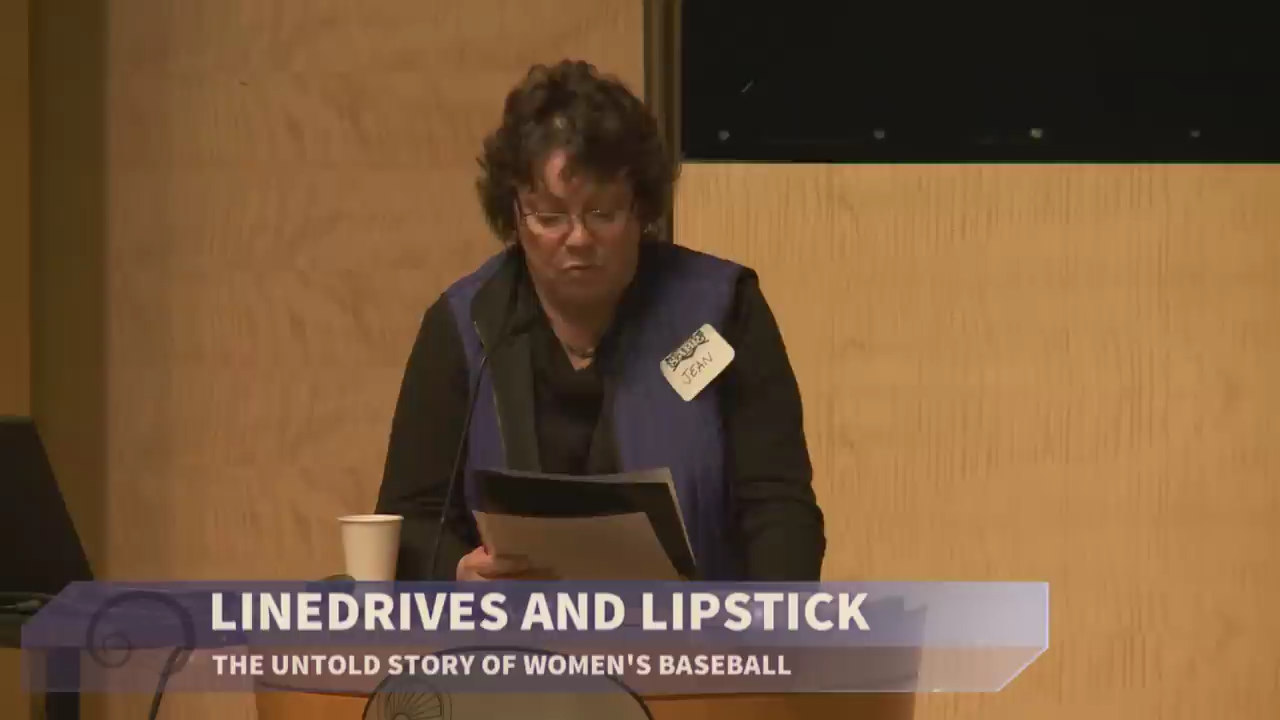 JEAN
LINEDRIVES AND LIPSTICK
THE UNTOLD STORY OF WOMEN'S BASEBALL